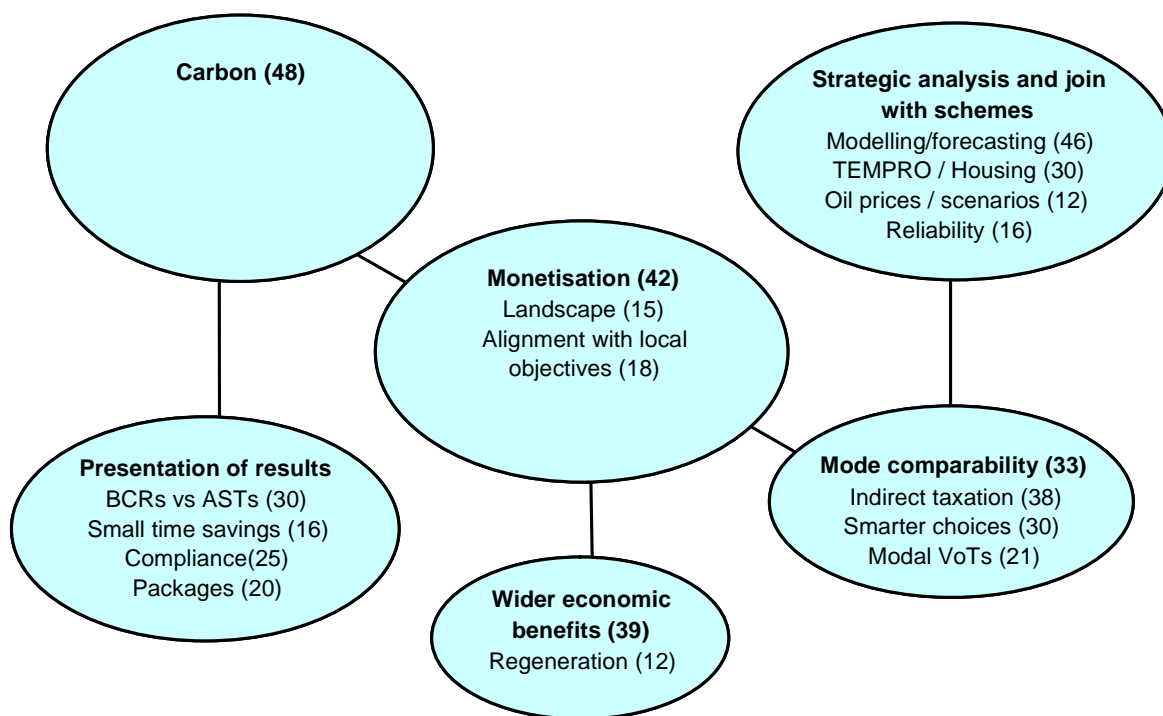 Carbon (48)
Strategic analysis and join
with schemes
Modelling/forecasting (46)
TEMPRO / Housing (30)
Oil prices / scenarios (12)
Reliability (16)
Monetisation (42)
Landscape (15)
Alignment with local
objectives (18)
Presentation of results
BCRs vs ASTs (30)
Small time savings (16)
Compliance(25)
Packages (20)
Mode comparability (33)
Indirect taxation (38)
Smarter choices (30)
Modal VoTs (21)
Wider economic
benefits (39)
Regeneration (12)